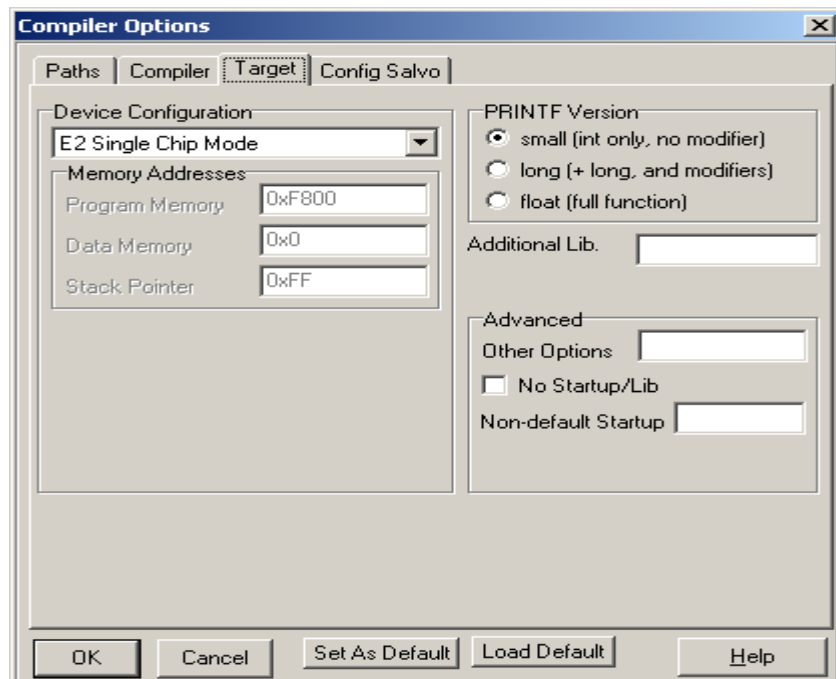 Compiler Options
Paths Compiler Target Config Salvo
Device Configuration
E2 Single Chip Mode
Memory Addresses
Program Memory 0xF800
Data Memory 0x0
Stack Pointer 0xFF
PRINTF Version
small (int only, no modifier)
long (+ long, and modifiers)
float (full function)
Additional Lib.
Advanced
Other Options
No Startup/Lib
Non-default Startup
OK Cancel Set As Default Load Default Help